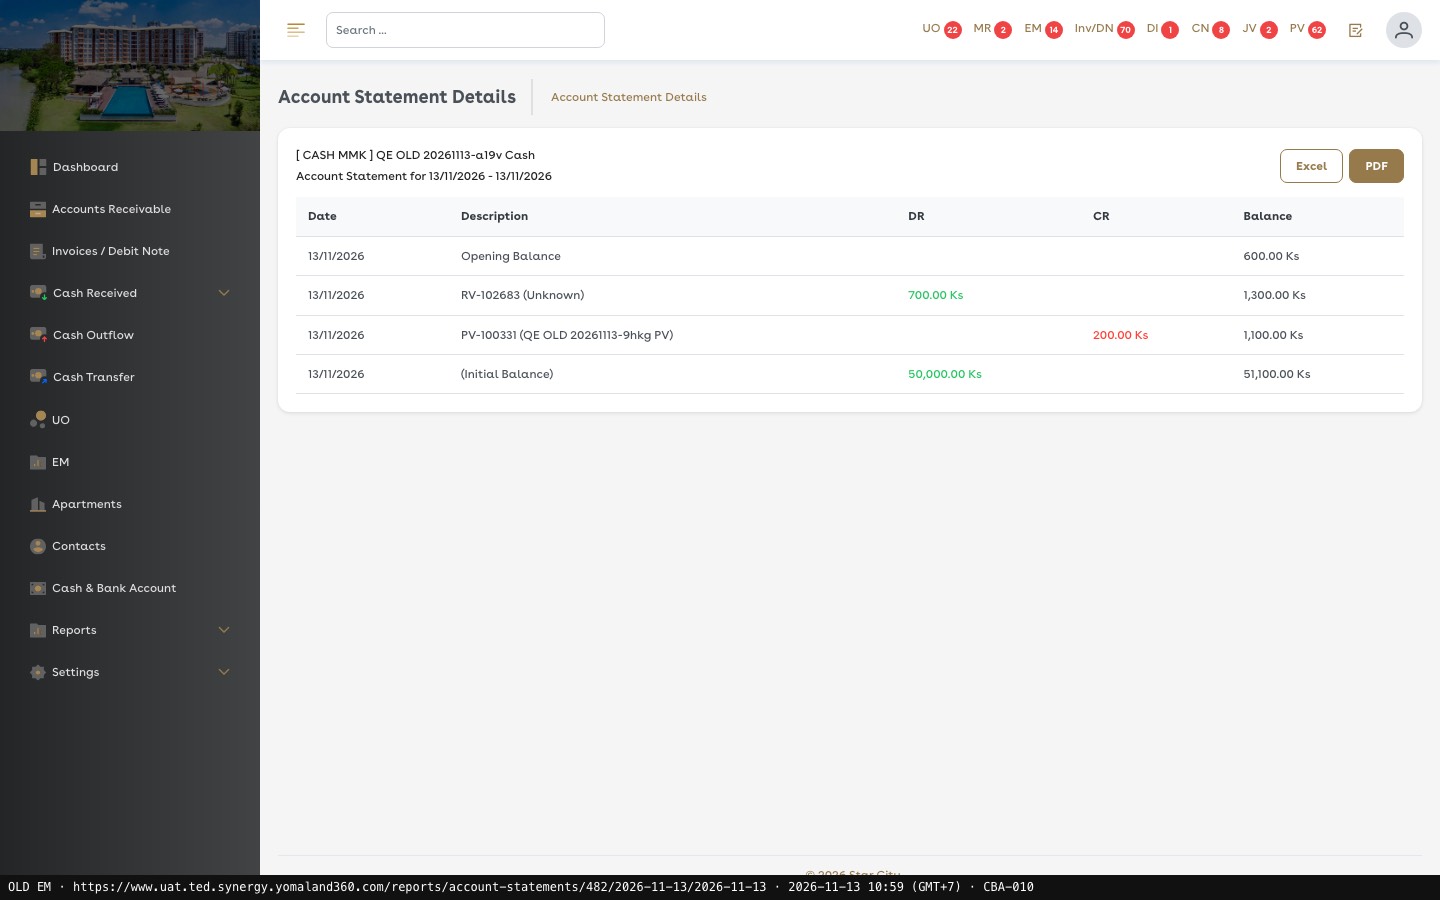 Search ...
UO 22 MR 2 EM 14 Inv/DN 70 DI 1 CN 8 JV 2 PV 62
Dashboard
Accounts Receivable
Invoices / Debit Note
Cash Received
Cash Outflow
Cash Transfer
UO
EM
Apartments
Contacts
Cash & Bank Account
Reports
Settings
Account Statement Details Account Statement Details
[ CASH MMK ] QE OLD 20261113-a19v Cash
Account Statement for 13/11/2026 - 13/11/2026
Excel PDF
Date Description DR CR Balance
13/11/2026 Opening Balance 600.00 Ks
13/11/2026 RV-102683 (Unknown) 700.00 Ks 1,300.00 Ks
13/11/2026 PV-100331 (QE OLD 20261113-9hkg PV) 200.00 Ks 1,100.00 Ks
13/11/2026 (Initial Balance) 50,000.00 Ks 51,100.00 Ks
© 2026 Star City
OLD EM · https://www.uat.ted.synergy.yomaland360.com/reports/account-statements/482/2026-11-13/2026-11-13 · 2026-11-13 10:59 (GMT+7) · CBA-010